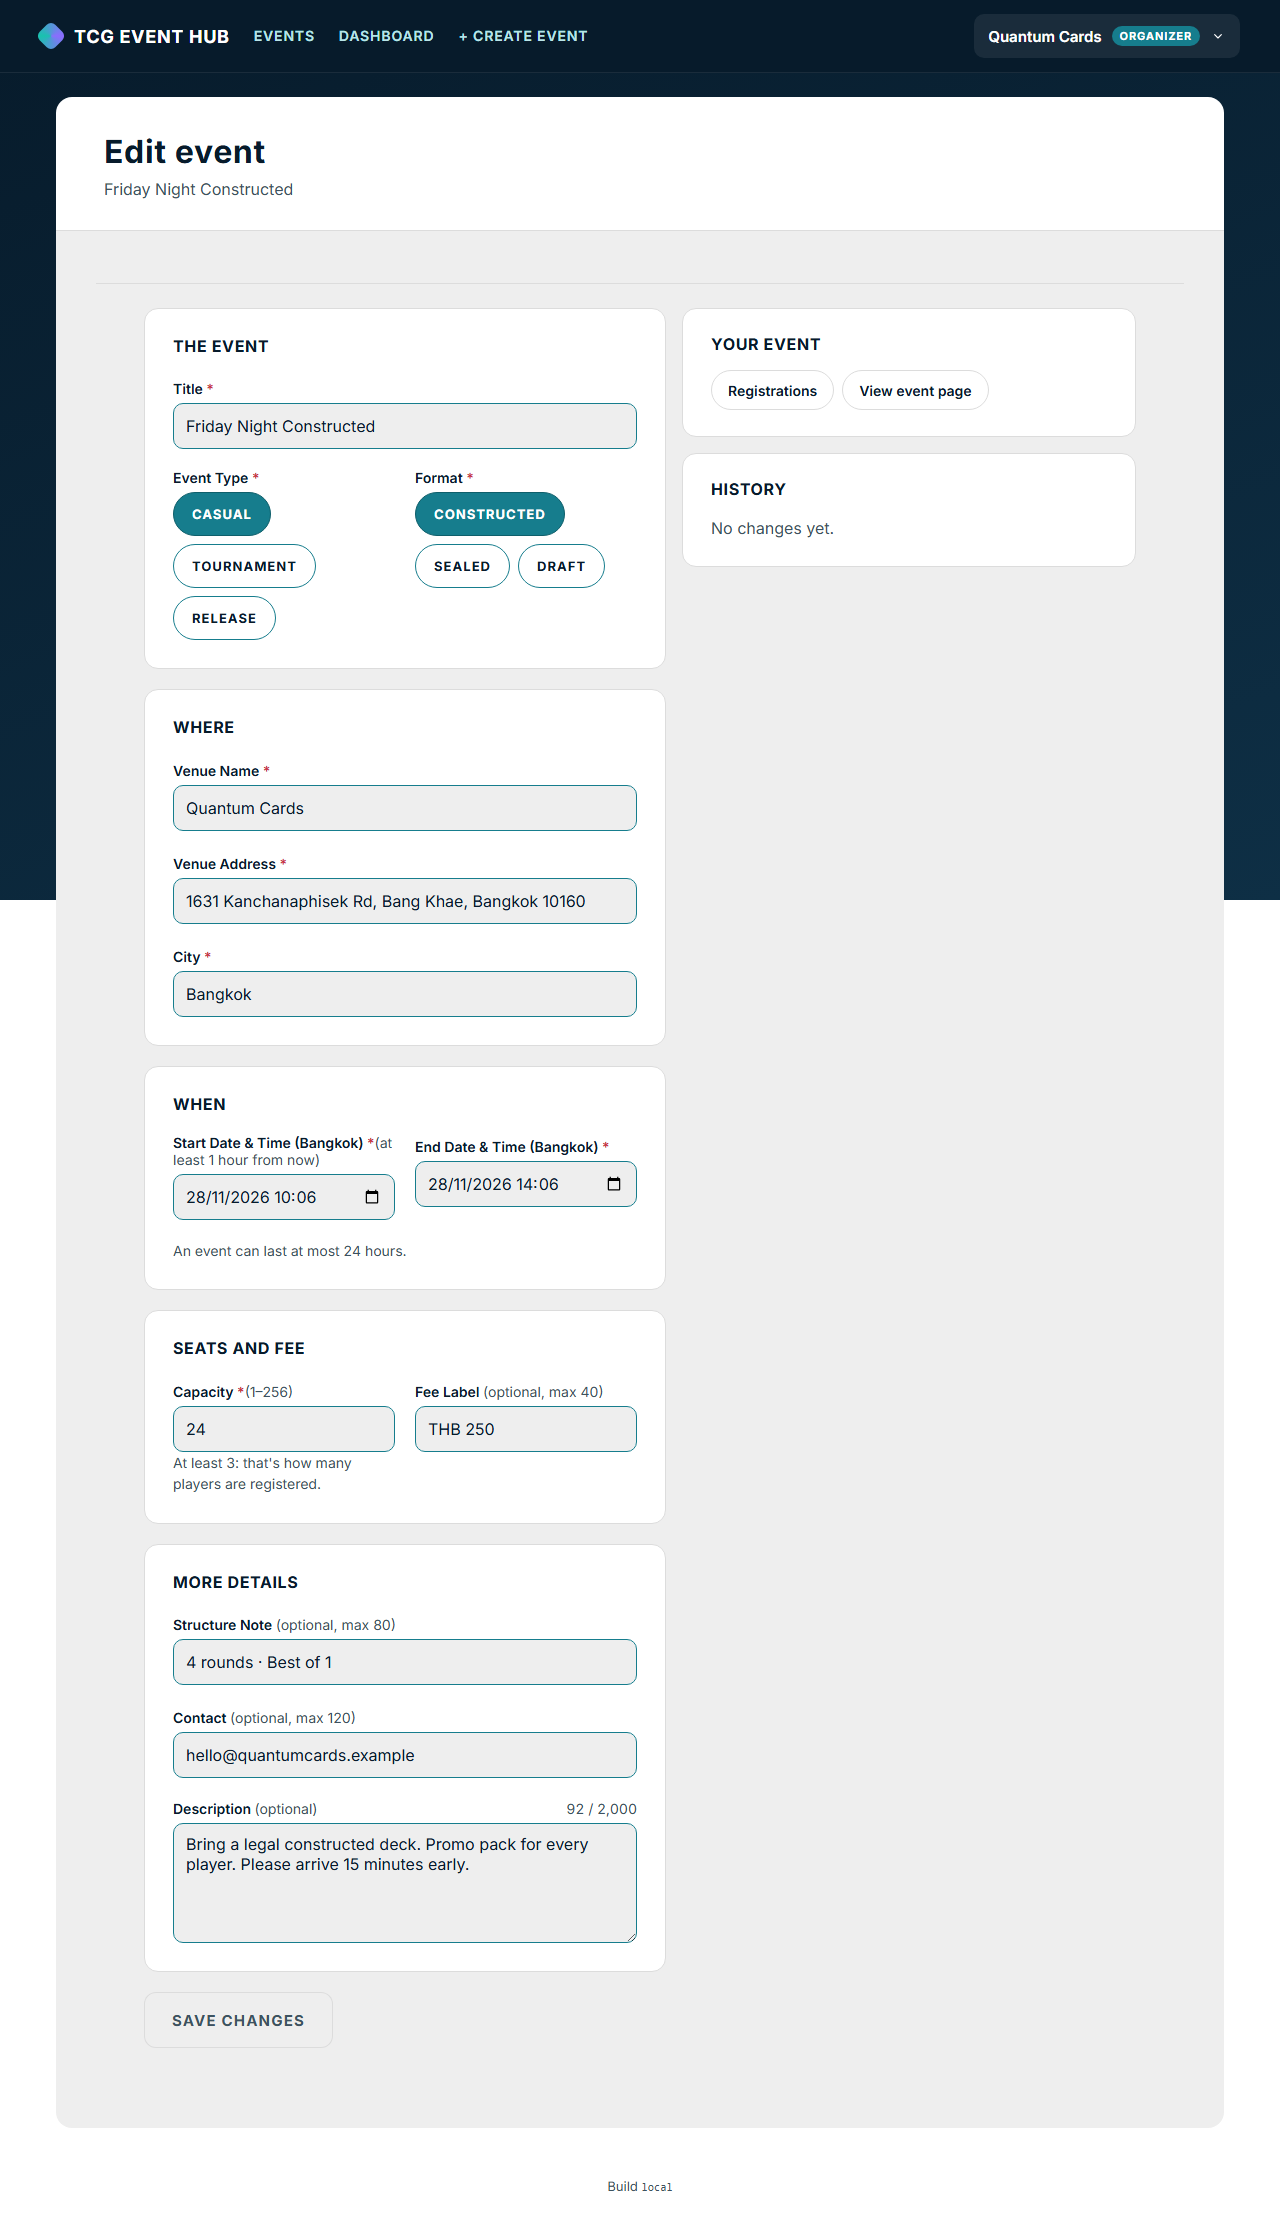 TCG EVENT HUB
EVENTS
DASHBOARD
+ CREATE EVENT
Quantum Cards
ORGANIZER
Edit event
Friday Night Constructed
THE EVENT
Title *
Friday Night Constructed
Event Type *
CASUAL
TOURNAMENT
RELEASE
Format *
CONSTRUCTED
SEALED
DRAFT
WHERE
Venue Name *
Quantum Cards
Venue Address *
1631 Kanchanaphisek Rd, Bang Khae, Bangkok 10160
City *
Bangkok
WHEN
Start Date & Time (Bangkok) *(at
least 1 hour from now)
28/11/2026 10:06
End Date & Time (Bangkok) *
28/11/2026 14:06
An event can last at most 24 hours.
SEATS AND FEE
Capacity *(1–256)
24
At least 3: that's how many
players are registered.
Fee Label (optional, max 40)
THB 250
MORE DETAILS
Structure Note (optional, max 80)
4 rounds · Best of 1
Contact (optional, max 120)
hello@quantumcards.example
Description (optional)
92 / 2,000
Bring a legal constructed deck. Promo pack for every
player. Please arrive 15 minutes early.
SAVE CHANGES
YOUR EVENT
Registrations
View event page
HISTORY
No changes yet.
Build local